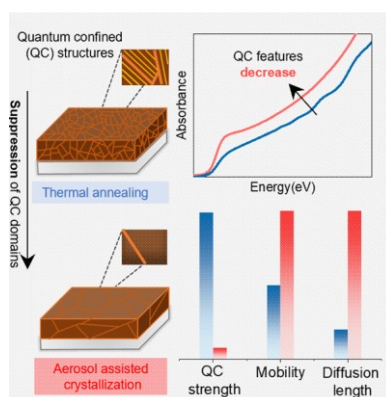 Quantum confined
(QC) structures
Suppression of QC
domains
Thermal annealing
Aerosol assisted
crystallization
Absorbance
QC features
decrease
Energy(eV)
QC
strength
Mobility
Diffusion
length